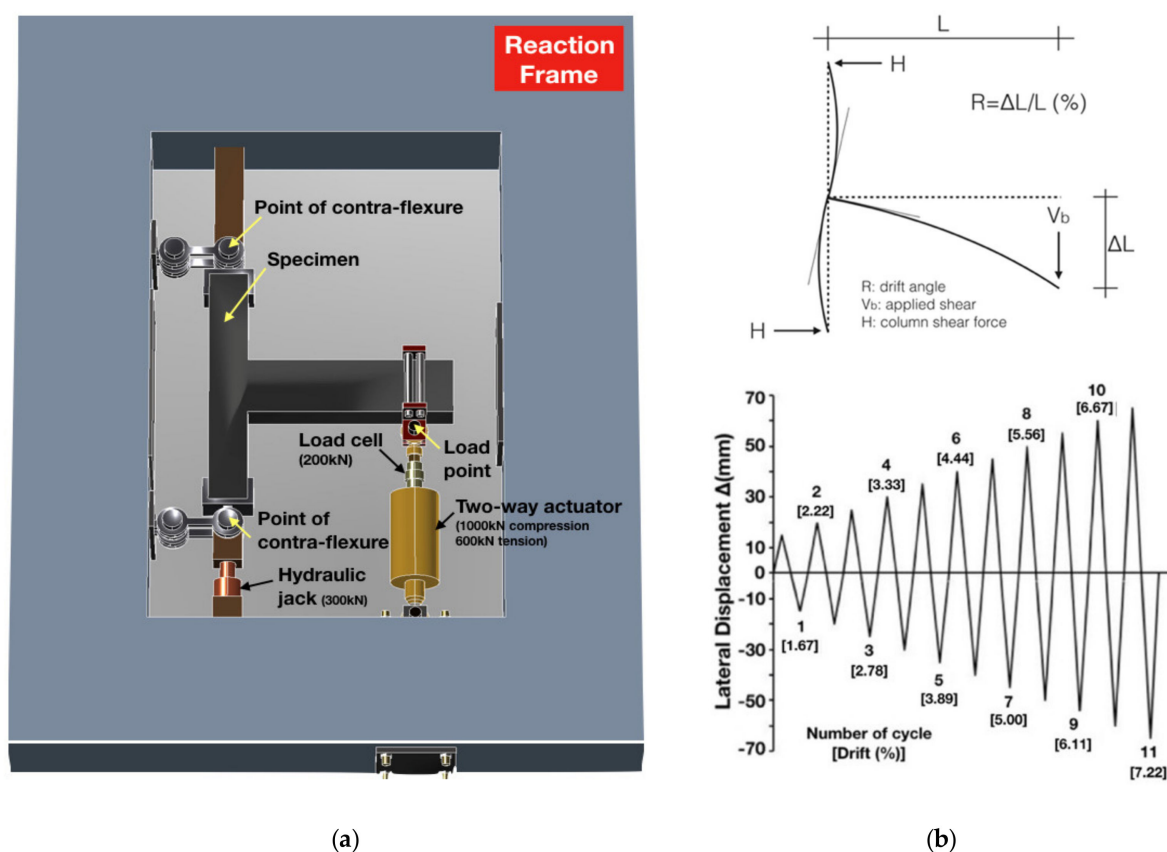 Reaction
Frame
Point of contra-flexure
Specimen
Load cell
(200kN)
Load
point
Point of
contra-flexure
Two-way actuator
(1000kN compression
600kN tension)
Hydraulic
jack (300kN)
(a)
L
H
R=ΔL/L (%)
Vb
ΔL
R: drift angle
Vb: applied shear
H: column shear force
H
Lateral Displacement Δ(mm)
70
50
30
10
0
-10
-30
-50
-70
1
[1.67]
2
[2.22]
3
[2.78]
4
[3.33]
5
[3.89]
6
[4.44]
7
[5.00]
8
[5.56]
9
[6.11]
10
[6.67]
11
[7.22]
Number of cycle
[Drift (%)]
(b)